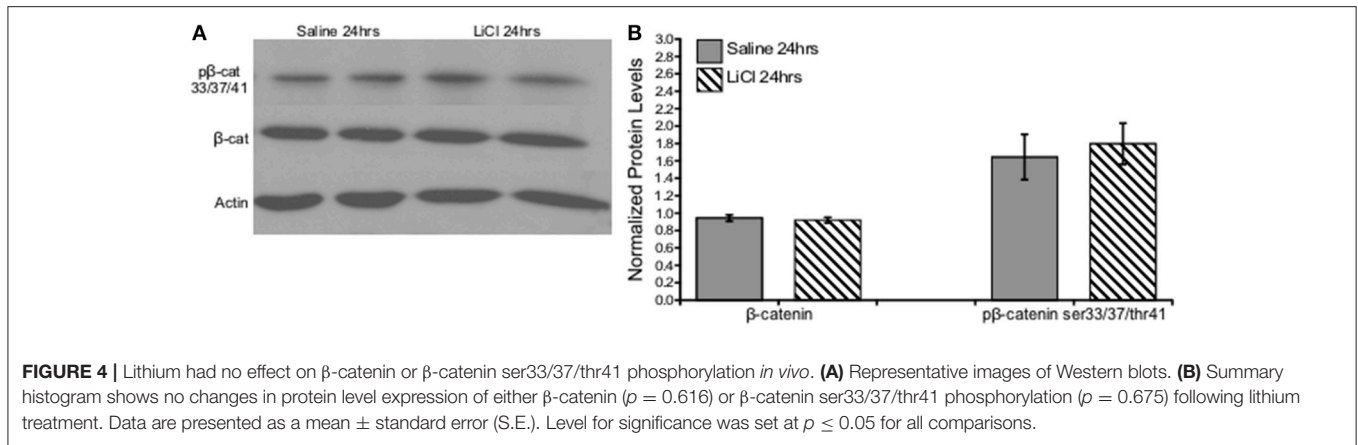 A
Saline 24hrs
LiCl 24hrs
pβ-cat
33/37/41
β-cat
Actin
B
Normalized Protein Levels
3.0
2.8
2.6
2.4
2.2
2.0
1.8
1.6
1.4
1.2
1.0
0.8
0.6
0.4
0.2
0.0
Saline 24hrs
LiCl 24hrs
β-catenin
pβ-catenin ser33/37/thr41
FIGURE 4 | Lithium had no effect on β-catenin or β-catenin ser33/37/thr41 phosphorylation in vivo. (A) Representative images of Western blots. (B) Summary
histogram shows no changes in protein level expression of either β-catenin (p = 0.616) or β-catenin ser33/37/thr41 phosphorylation (p = 0.675) following lithium
treatment. Data are presented as a mean ± standard error (S.E.). Level for significance was set at p ≤ 0.05 for all comparisons.